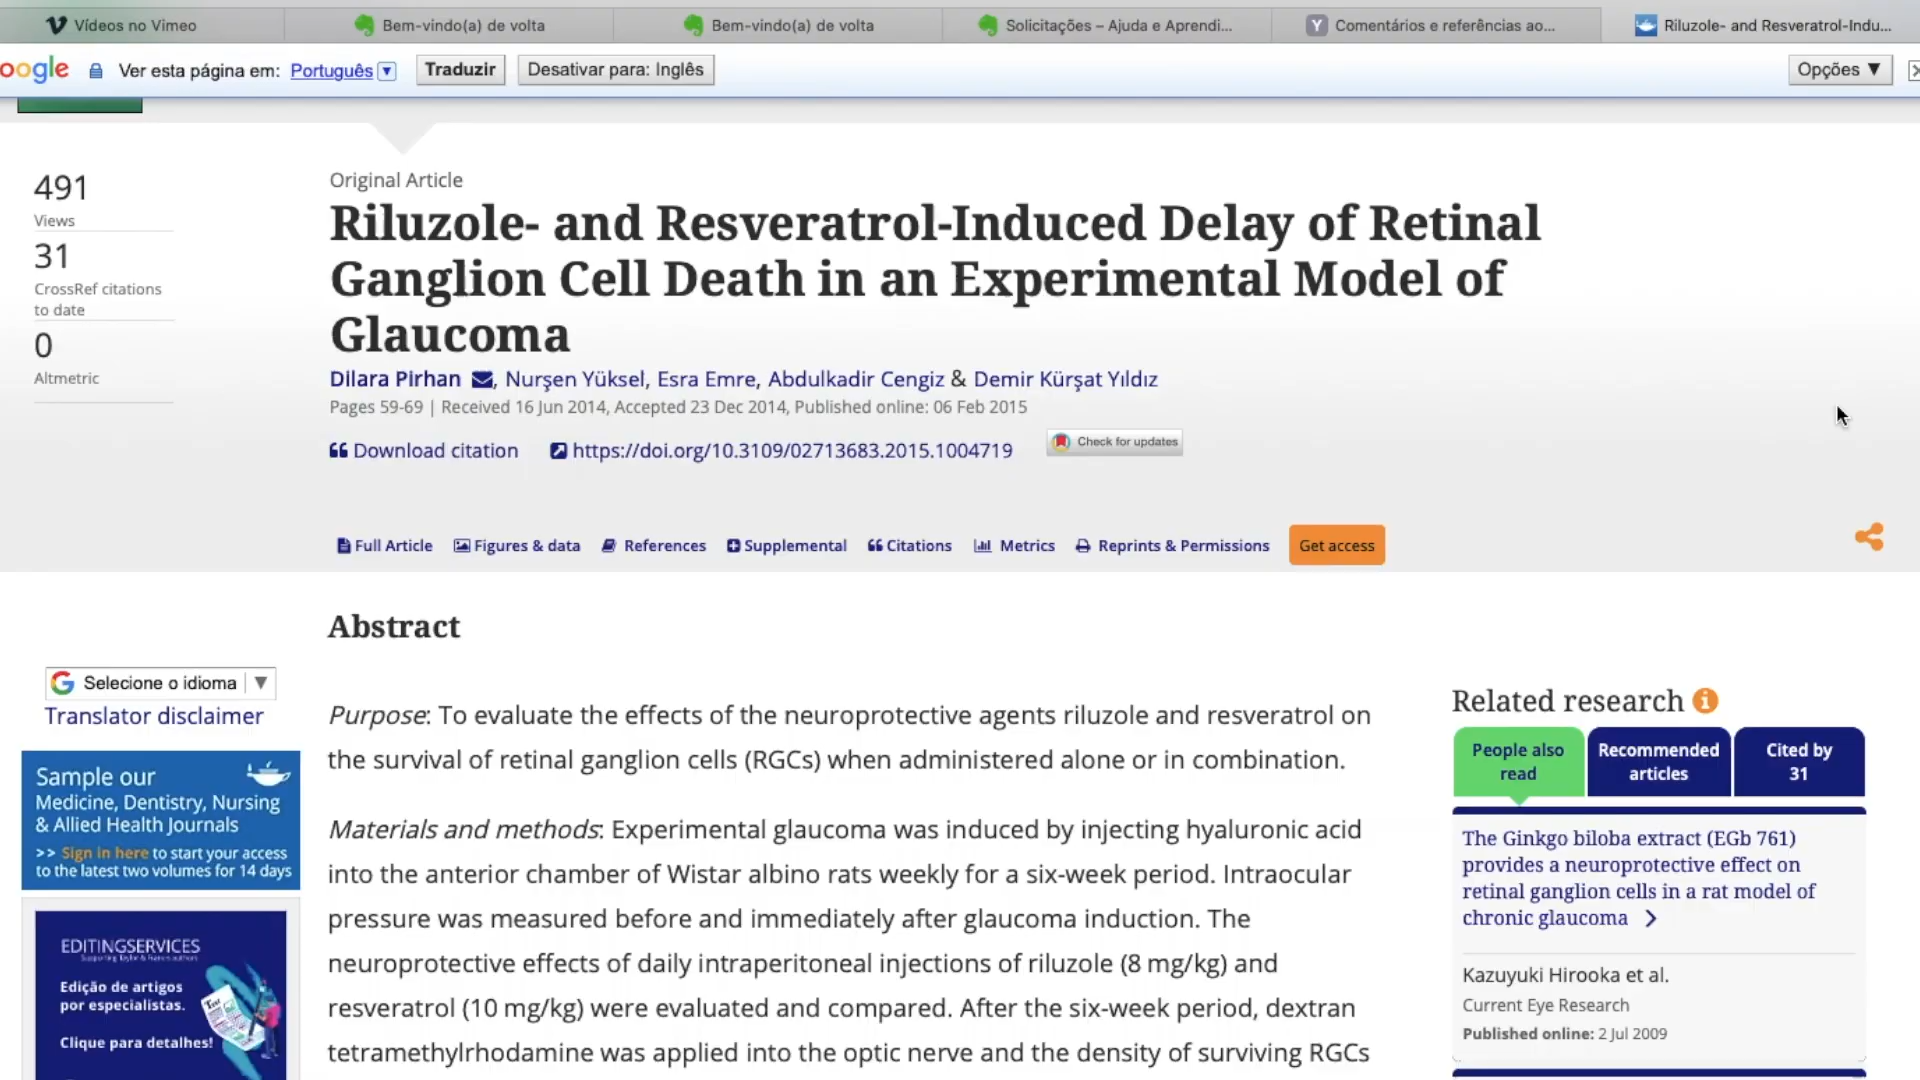 Vídeos no Vimeo
Bem-vindo(a) de volta
Bem-vindo(a) de volta
Solicitações – Ajuda e Aprendi...
Comentários e referências ao...
Riluzole- and Resveratrol-Indu...
oogle Ver esta página em: Português Traduzir Desativar para: Inglês Opções ▼
491
Views
31
CrossRef citations
to date
0
Altmetric
Original Article
Riluzole- and Resveratrol-Induced Delay of Retinal
Ganglion Cell Death in an Experimental Model of
Glaucoma
Dilara Pirhan, Nurşen Yüksel, Esra Emre, Abdulkadir Cengiz & Demir Kürşat Yıldız
Pages 59-69 | Received 16 Jun 2014, Accepted 23 Dec 2014, Published online: 06 Feb 2015
Download citation https://doi.org/10.3109/02713683.2015.1004719 Check for updates
Full Article Figures & data References Supplemental Citations Metrics Reprints & Permissions Get access
Selecione o idioma ▼
Translator disclaimer
Sample our
Medicine, Dentistry, Nursing
& Allied Health Journals
>> Sign in here to start your access
to the latest two volumes for 14 days
EDITINGSERVICES
Supporting Taylor & Francis authors
Edição de artigos
por especialistas.
Clique para detalhes!
Abstract
Purpose: To evaluate the effects of the neuroprotective agents riluzole and resveratrol on
the survival of retinal ganglion cells (RGCs) when administered alone or in combination.
Materials and methods: Experimental glaucoma was induced by injecting hyaluronic acid
into the anterior chamber of Wistar albino rats weekly for a six-week period. Intraocular
pressure was measured before and immediately after glaucoma induction. The
neuroprotective effects of daily intraperitoneal injections of riluzole (8 mg/kg) and
resveratrol (10 mg/kg) were evaluated and compared. After the six-week period, dextran
tetramethylrhodamine was applied into the optic nerve and the density of surviving RGCs
Related research
People also
read
Recommended
articles
Cited by
31
The Ginkgo biloba extract (EGb 761)
provides a neuroprotective effect on
retinal ganglion cells in a rat model of
chronic glaucoma
Kazuyuki Hirooka et al.
Current Eye Research
Published online: 2 Jul 2009